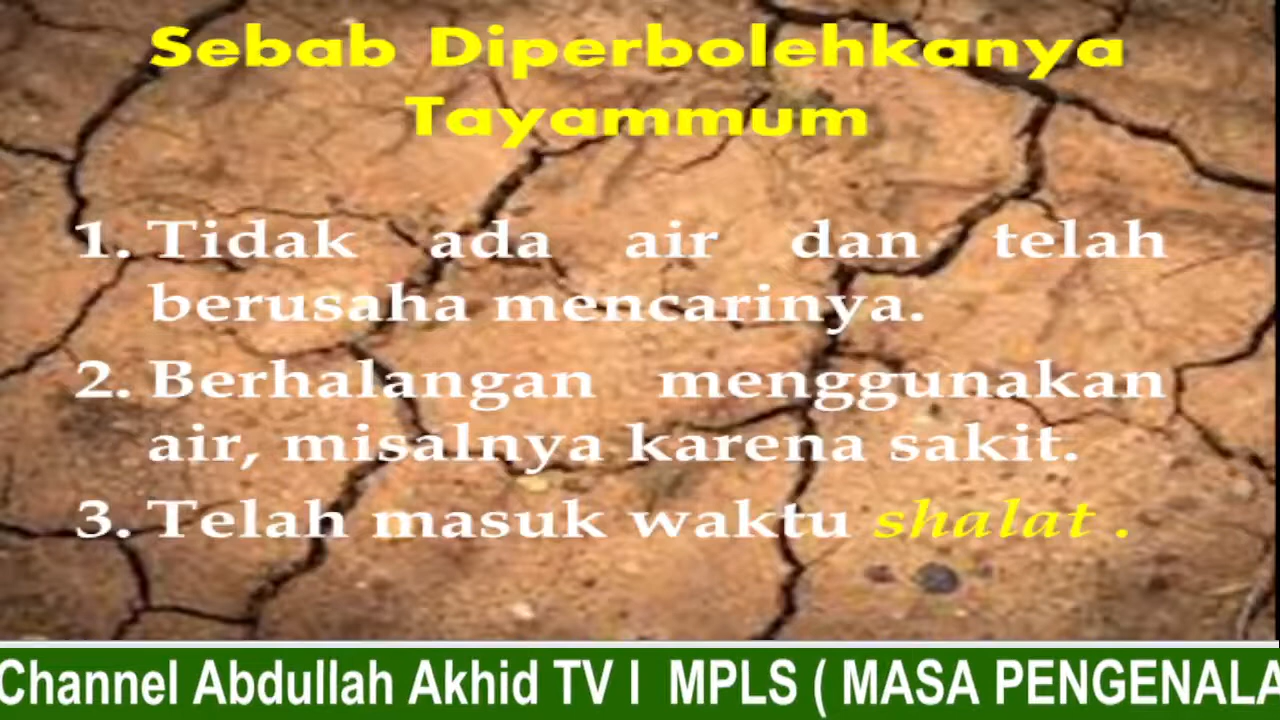 Sebab Diperbolehkanya
Tayammum
1. Tidak ada air dan telah
berusaha mencarinya.
2. Berhalangan menggunakan
air, misalnya karena sakit.
3. Telah masuk waktu shalat .
Channel Abdullah Akhid TV I MPLS ( MASA PENGENALA